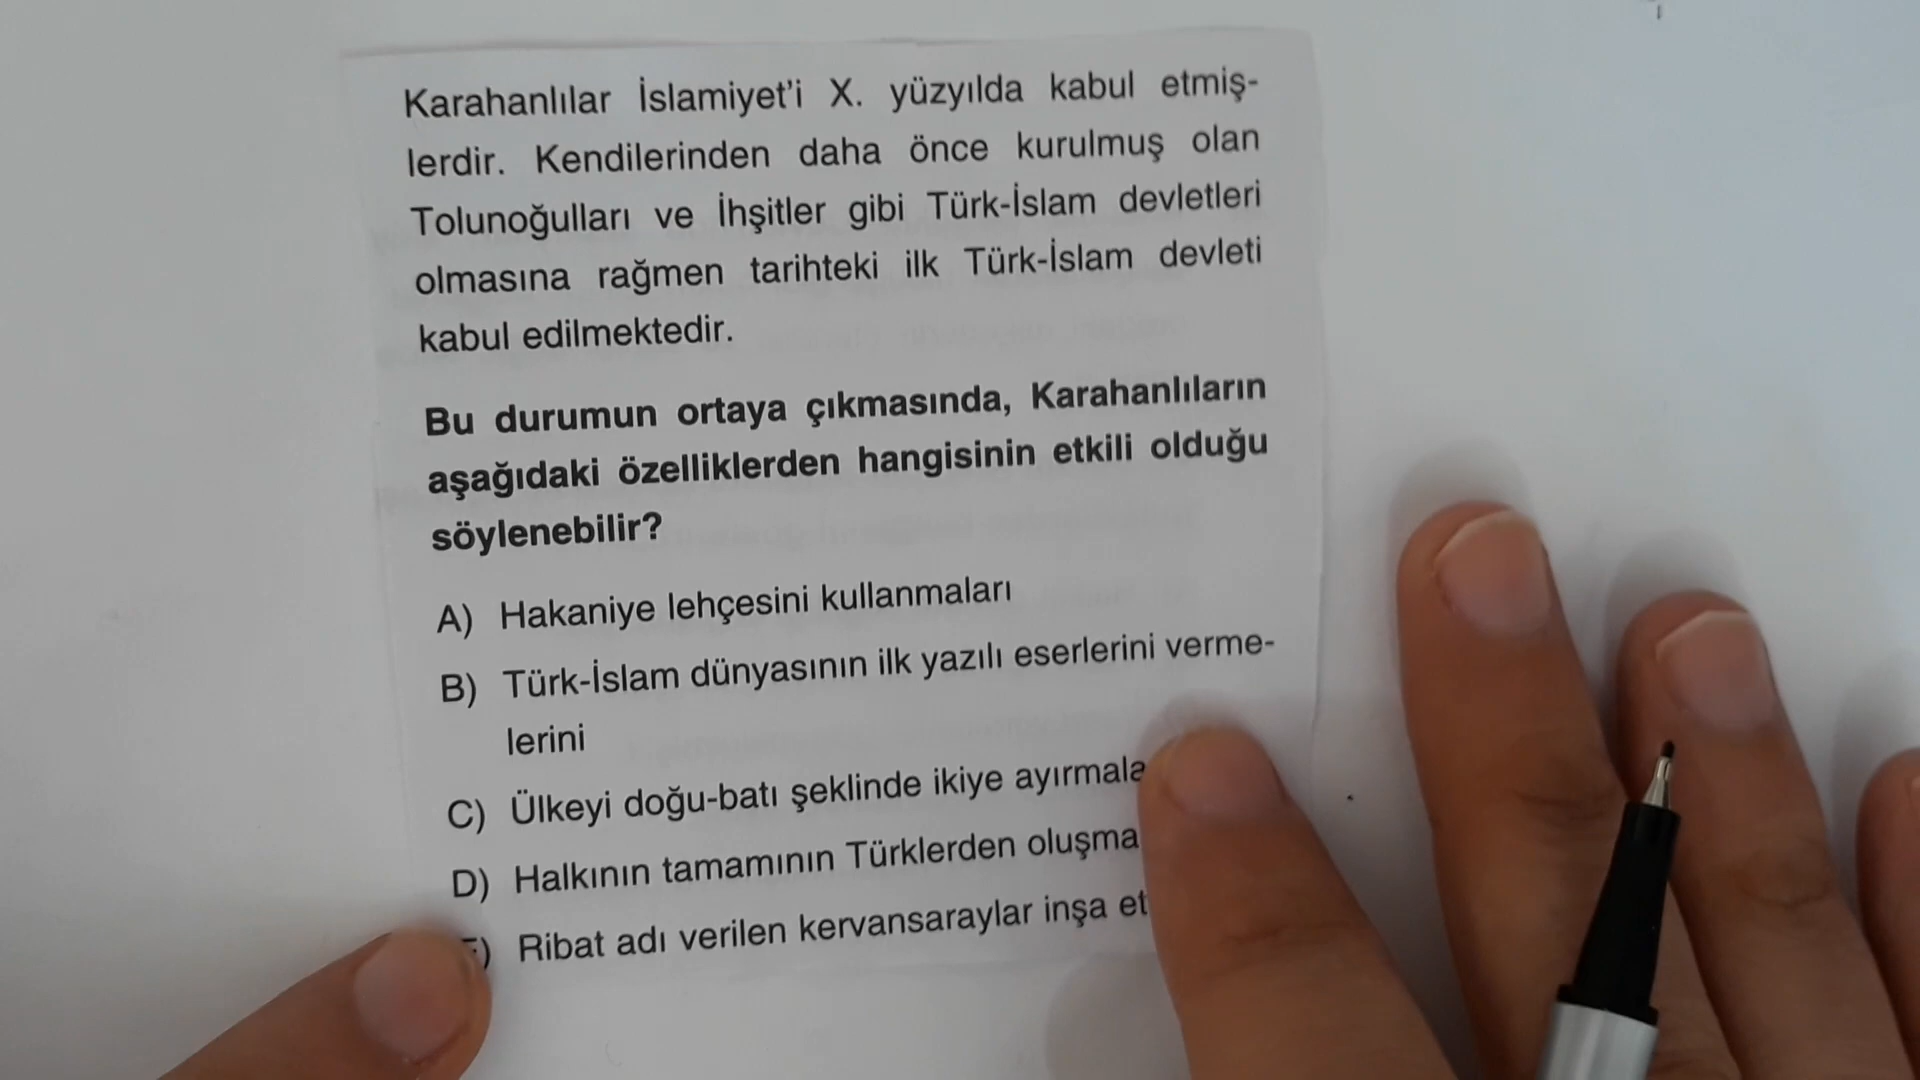 Karahanlılar İslamiyet'i X. yüzyılda kabul etmiş-
lerdir. Kendilerinden daha önce kurulmuş olan
Tolunoğulları ve İhşitler gibi Türk-İslam devletleri
olmasına rağmen tarihteki ilk Türk-İslam devleti
kabul edilmektedir.
Bu durumun ortaya çıkmasında, Karahanlıların
aşağıdaki özelliklerden hangisinin etkili olduğu
söylenebilir?
A) Hakaniye lehçesini kullanmaları
B) Türk-İslam dünyasının ilk yazılı eserlerini verme-
lerini
C) Ülkeyi doğu-batı şeklinde ikiye
D) Halkının tamamının Türklerden
Ribat adı verilen kervansaraylar inşa